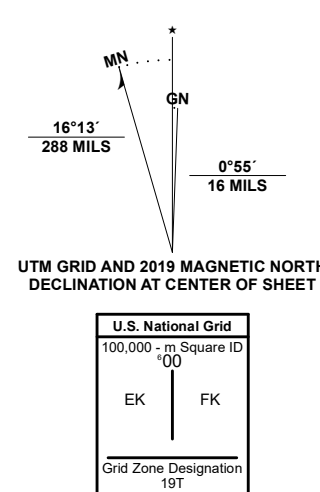 ★
MN
GN
16°13´
288 MILS
0°55´
16 MILS
UTM GRID AND 2019 MAGNETIC NORTH
DECLINATION AT CENTER OF SHEET
U.S. National Grid
100,000 - m Square ID
⁶00
EK FK
Grid Zone Designation
19T